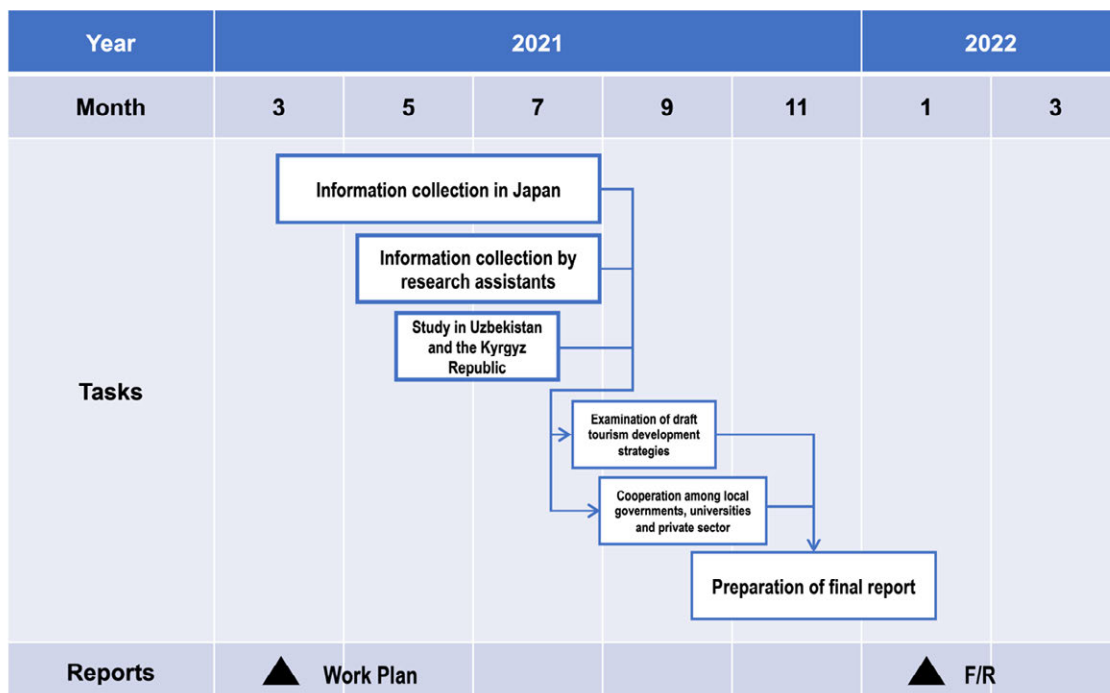 Year 2021 2022
Month 3 5 7 9 11 1 3
Tasks
Information collection in Japan
Information collection by
research assistants
Study in Uzbekistan
and the Kyrgyz
Republic
Examination of draft
tourism development
strategies
Cooperation among local
governments, universities
and private sector
Preparation of final report
Reports Work Plan F/R